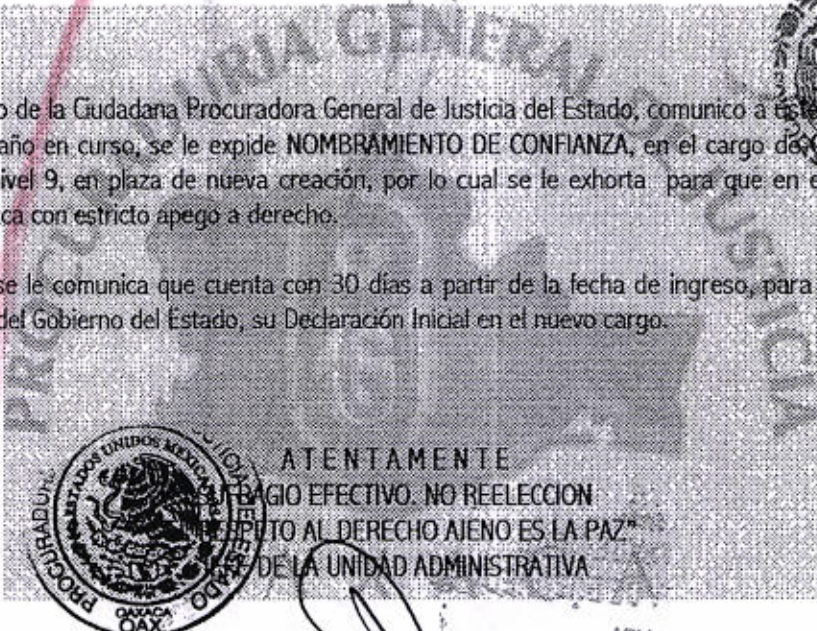 PROCURADURIA GENERAL DE JUSTICIA
o de la Ciudadana Procuradora General de Justicia del Estado, comunico a
año en curso, se le expide NOMBRAMIENTO DE CONFIANZA, en el cargo de
ivel 9, en plaza de nueva creación, por lo cual se le exhorta para que en e
ca con estricto apego a derecho.
se le comunica que cuenta con 30 días a partir de la fecha de ingreso, para
del Gobierno del Estado, su Declaración Inicial en el nuevo cargo.
ATENTAMENTE
FRAGIO EFECTIVO. NO REELECCION
RESPETO AL DERECHO AJENO ES LA PAZ"
DE LA UNIDAD ADMINISTRATIVA
ESTADOS UNIDOS MEXICANOS
OAXACA
OAX.